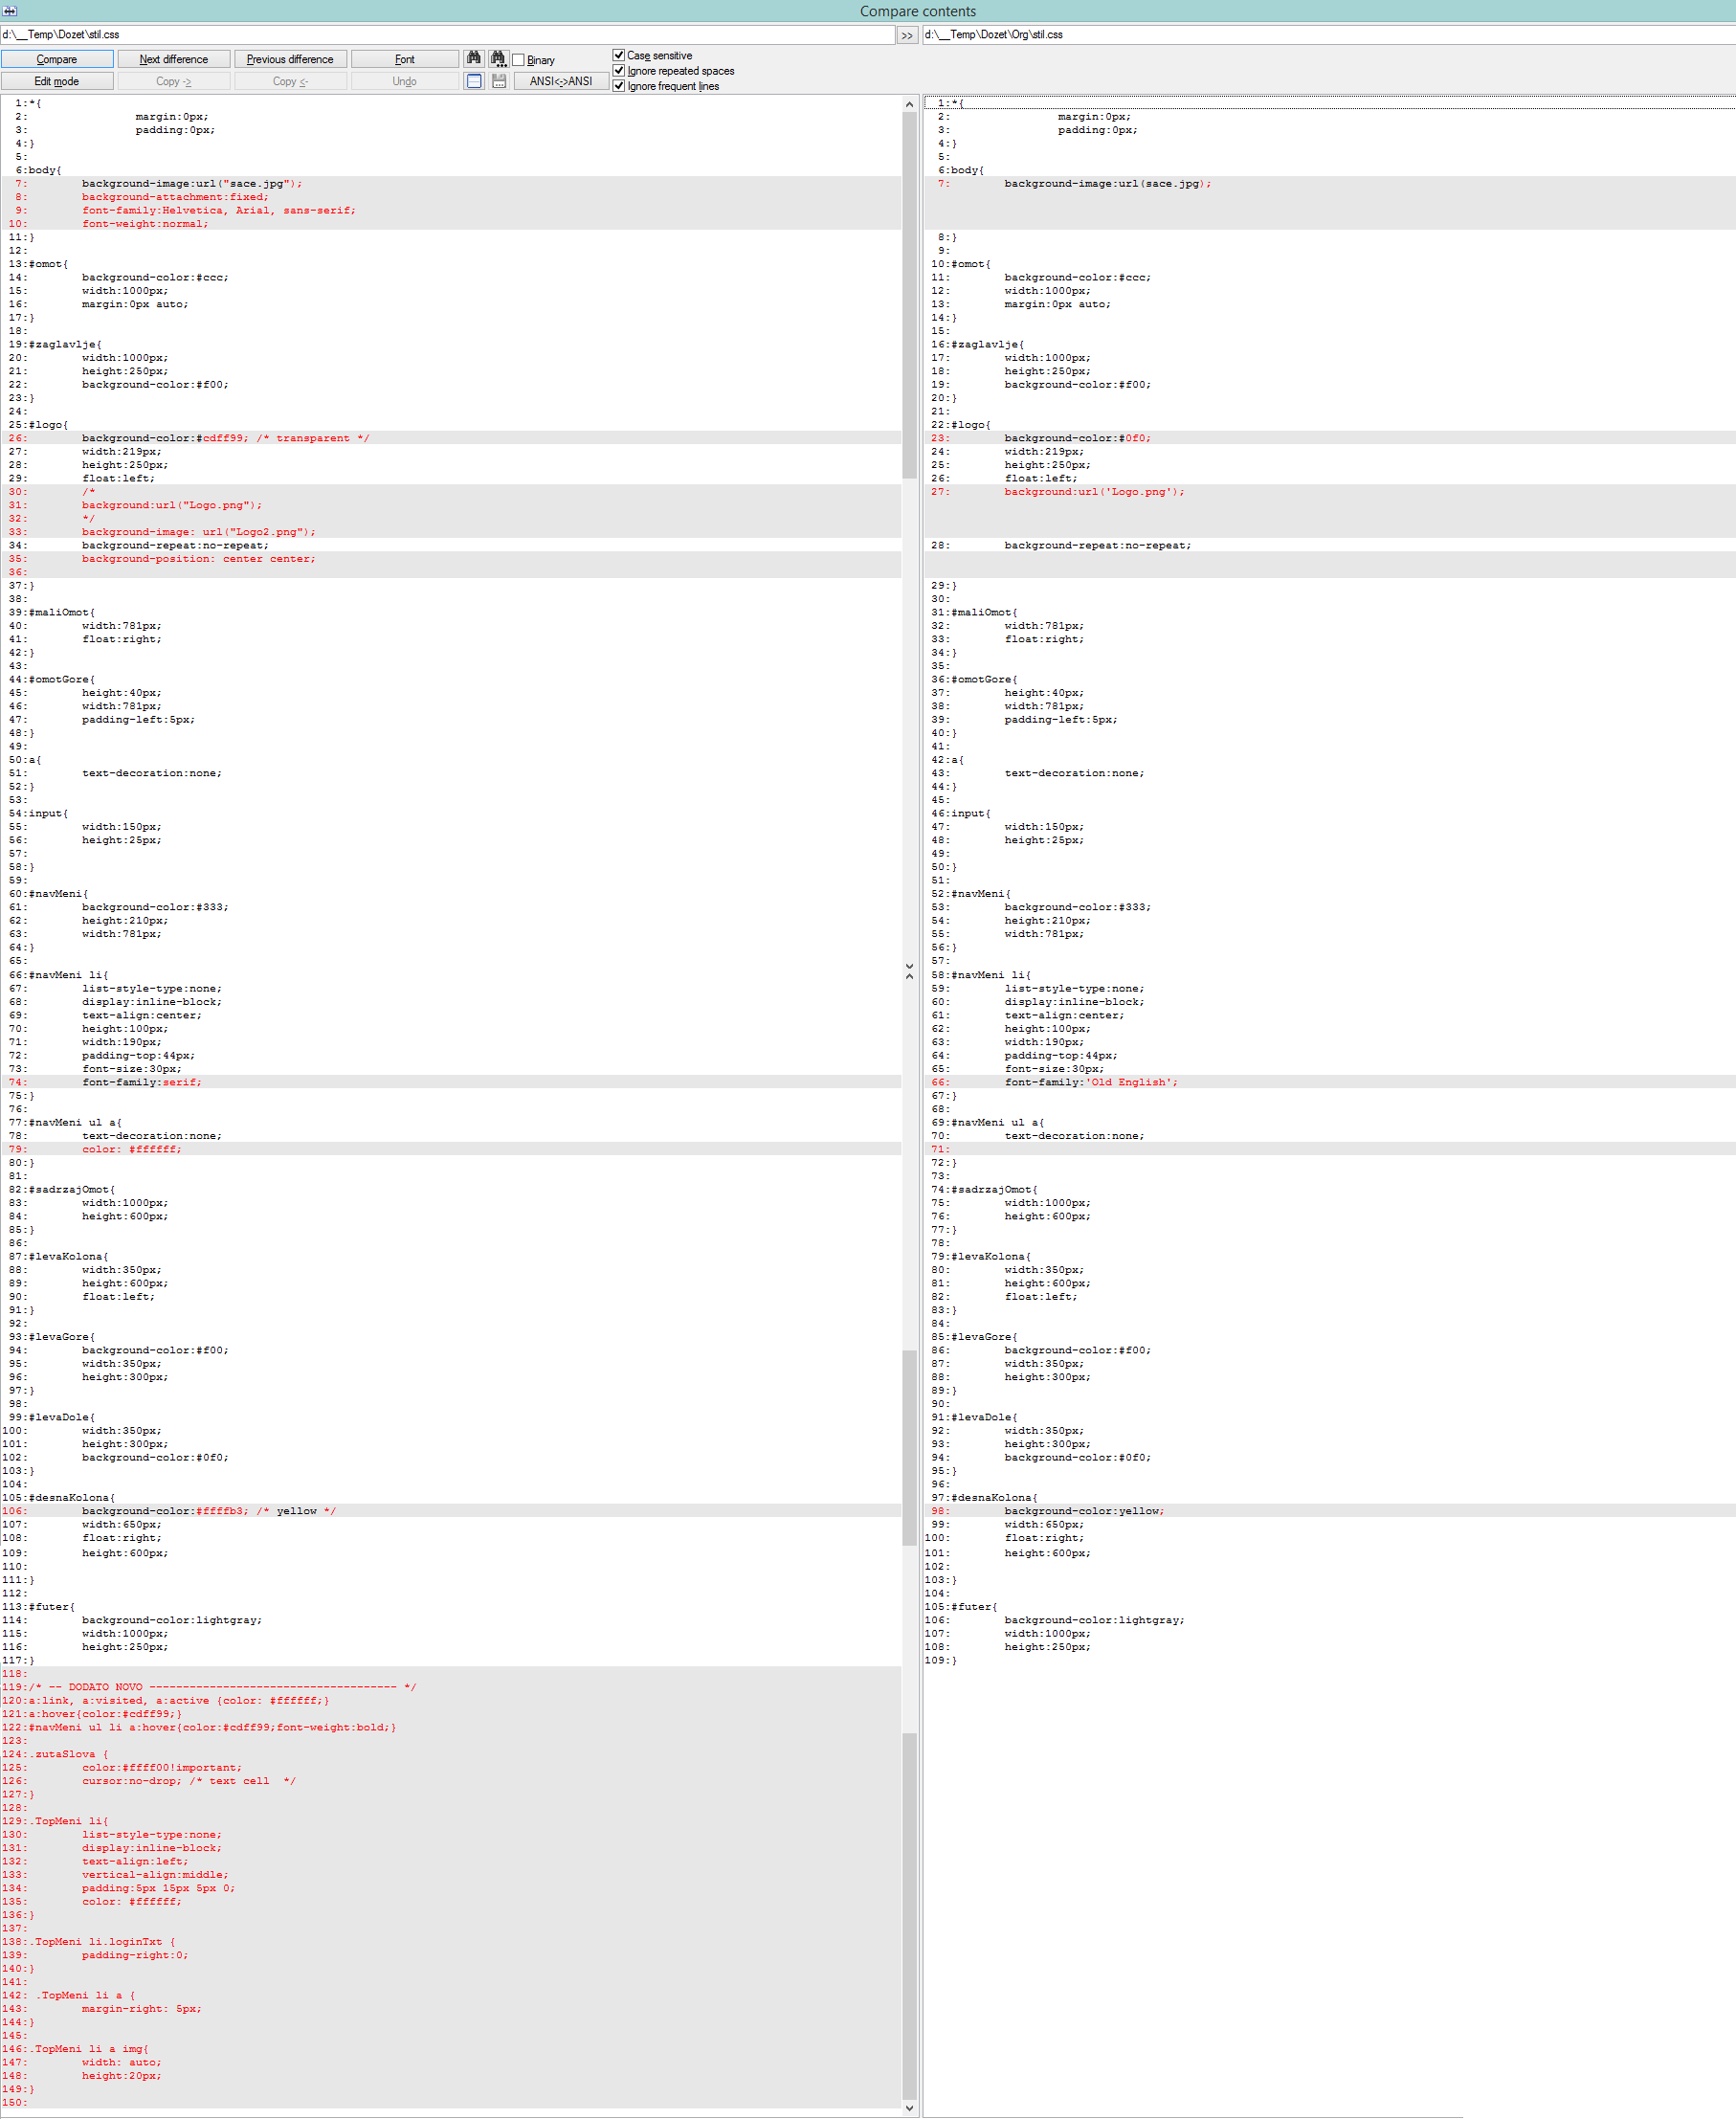 Compare contents
d:\__Temp\Dozet\stil.css
>>
d:\__Temp\Dozet\Org\stil.css
Compare
Next difference
Previous difference
Font
Binary
Case sensitive
Edit mode
Copy ->
Copy <-
Undo
ANSI<->ANSI
Ignore repeated spaces
Ignore frequent lines
1:*{
2: margin:0px;
3: padding:0px;
4:}
5:
6:body{
7: background-image:url("sace.jpg");
8: background-attachment:fixed;
9: font-family:Helvetica, Arial, sans-serif;
10: font-weight:normal;
11:}
12:
13:#omot{
14: background-color:#ccc;
15: width:1000px;
16: margin:0px auto;
17:}
18:
19:#zaglavlje{
20: width:1000px;
21: height:250px;
22: background-color:#f00;
23:}
24:
25:#logo{
26: background-color:#cdff99; /* transparent */
27: width:219px;
28: height:250px;
29: float:left;
30: /*
31: background:url("Logo.png");
32: */
33: background-image: url("Logo2.png");
34: background-repeat:no-repeat;
35: background-position: center center;
36:
37:}
38:
39:#maliOmot{
40: width:781px;
41: float:right;
42:}
43:
44:#omotGore{
45: height:40px;
46: width:781px;
47: padding-left:5px;
48:}
49:
50:a{
51: text-decoration:none;
52:}
53:
54:input{
55: width:150px;
56: height:25px;
57:
58:}
59:
60:#navMeni{
61: background-color:#333;
62: height:210px;
63: width:781px;
64:}
65:
66:#navMeni li{
67: list-style-type:none;
68: display:inline-block;
69: text-align:center;
70: height:100px;
71: width:190px;
72: padding-top:44px;
73: font-size:30px;
74: font-family:serif;
75:}
76:
77:#navMeni ul a{
78: text-decoration:none;
79: color: #ffffff;
80:}
81:
82:#sadrzajOmot{
83: width:1000px;
84: height:600px;
85:}
86:
87:#levaKolona{
88: width:350px;
89: height:600px;
90: float:left;
91:}
92:
93:#levaGore{
94: background-color:#f00;
95: width:350px;
96: height:300px;
97:}
98:
99:#levaDole{
100: width:350px;
101: height:300px;
102: background-color:#0f0;
103:}
104:
105:#desnaKolona{
106: background-color:#ffffb3; /* yellow */
107: width:650px;
108: float:right;
109: height:600px;
110:
111:}
112:
113:#futer{
114: background-color:lightgray;
115: width:1000px;
116: height:250px;
117:}
118:
119:/* -- DODATO NOVO ------------------------------------- */
120:a:link, a:visited, a:active {color: #ffffff;}
121:a:hover{color:#cdff99;}
122:#navMeni ul li a:hover{color:#cdff99;font-weight:bold;}
123:
124:.zutaSlova {
125: color:#ffff00!important;
126: cursor:no-drop; /* text cell  */
127:}
128:
129:.TopMeni li{
130: list-style-type:none;
131: display:inline-block;
132: text-align:left;
133: vertical-align:middle;
134: padding:5px 15px 5px 0;
135: color: #ffffff;
136:}
137:
138:.TopMeni li.loginTxt {
139: padding-right:0;
140:}
141:
142: .TopMeni li a {
143: margin-right: 5px;
144:}
145:
146:.TopMeni li a img{
147: width: auto;
148: height:20px;
149:}
150:
1:*{
2: margin:0px;
3: padding:0px;
4:}
5:
6:body{
7: background-image:url(sace.jpg);
8:}
9:
10:#omot{
11: background-color:#ccc;
12: width:1000px;
13: margin:0px auto;
14:}
15:
16:#zaglavlje{
17: width:1000px;
18: height:250px;
19: background-color:#f00;
20:}
21:
22:#logo{
23: background-color:#0f0;
24: width:219px;
25: height:250px;
26: float:left;
27: background:url('Logo.png');
28: background-repeat:no-repeat;
29:}
30:
31:#maliOmot{
32: width:781px;
33: float:right;
34:}
35:
36:#omotGore{
37: height:40px;
38: width:781px;
39: padding-left:5px;
40:}
41:
42:a{
43: text-decoration:none;
44:}
45:
46:input{
47: width:150px;
48: height:25px;
49:
50:}
51:
52:#navMeni{
53: background-color:#333;
54: height:210px;
55: width:781px;
56:}
57:
58:#navMeni li{
59: list-style-type:none;
60: display:inline-block;
61: text-align:center;
62: height:100px;
63: width:190px;
64: padding-top:44px;
65: font-size:30px;
66: font-family:'Old English';
67:}
68:
69:#navMeni ul a{
70: text-decoration:none;
71:
72:}
73:
74:#sadrzajOmot{
75: width:1000px;
76: height:600px;
77:}
78:
79:#levaKolona{
80: width:350px;
81: height:600px;
82: float:left;
83:}
84:
85:#levaGore{
86: background-color:#f00;
87: width:350px;
88: height:300px;
89:}
90:
91:#levaDole{
92: width:350px;
93: height:300px;
94: background-color:#0f0;
95:}
96:
97:#desnaKolona{
98: background-color:yellow;
99: width:650px;
100: float:right;
101: height:600px;
102:
103:}
104:
105:#futer{
106: background-color:lightgray;
107: width:1000px;
108: height:250px;
109:}